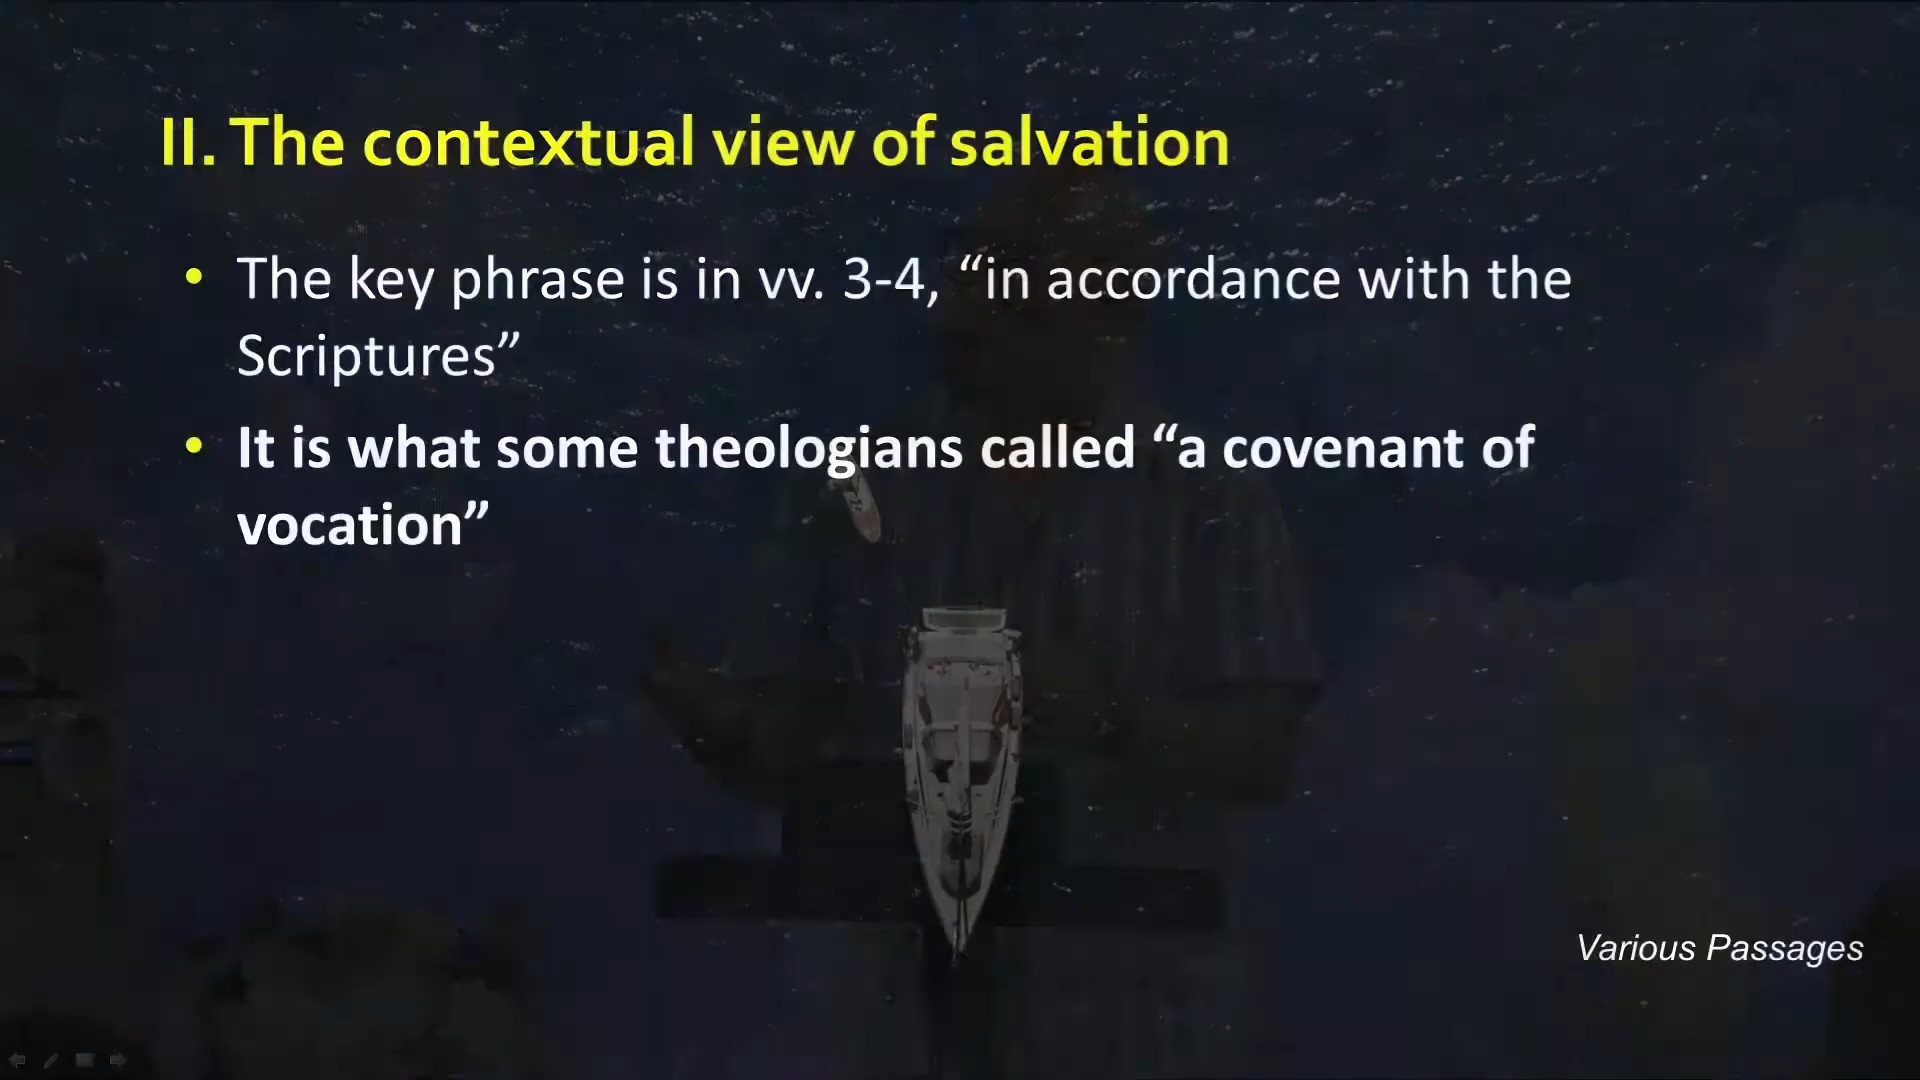 II. The contextual view of salvation
• The key phrase is in vv. 3-4, “in accordance with the
Scriptures”
• It is what some theologians called “a covenant of
vocation”
Various Passages